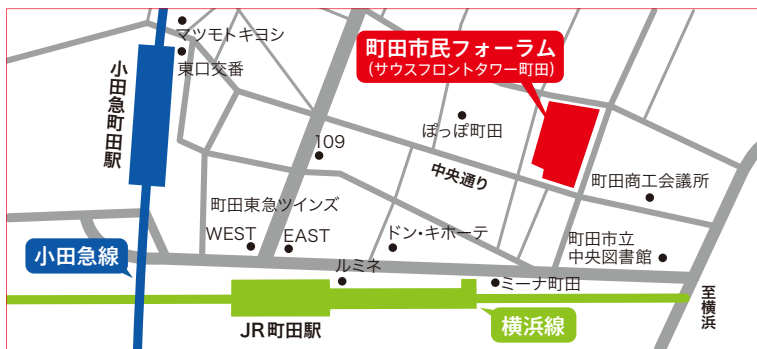 マツモトキヨシ
東口交番
小田急町田駅
町田市民フォーラム
(サウスフロントタワー町田)
ぽっぽ町田
109
中央通り
町田商工会議所
町田東急ツインズ
WEST
EAST
ドン・キホーテ
町田市立
中央図書館
小田急線
ルミネ
ミーナ町田
至横浜
JR町田駅
横浜線